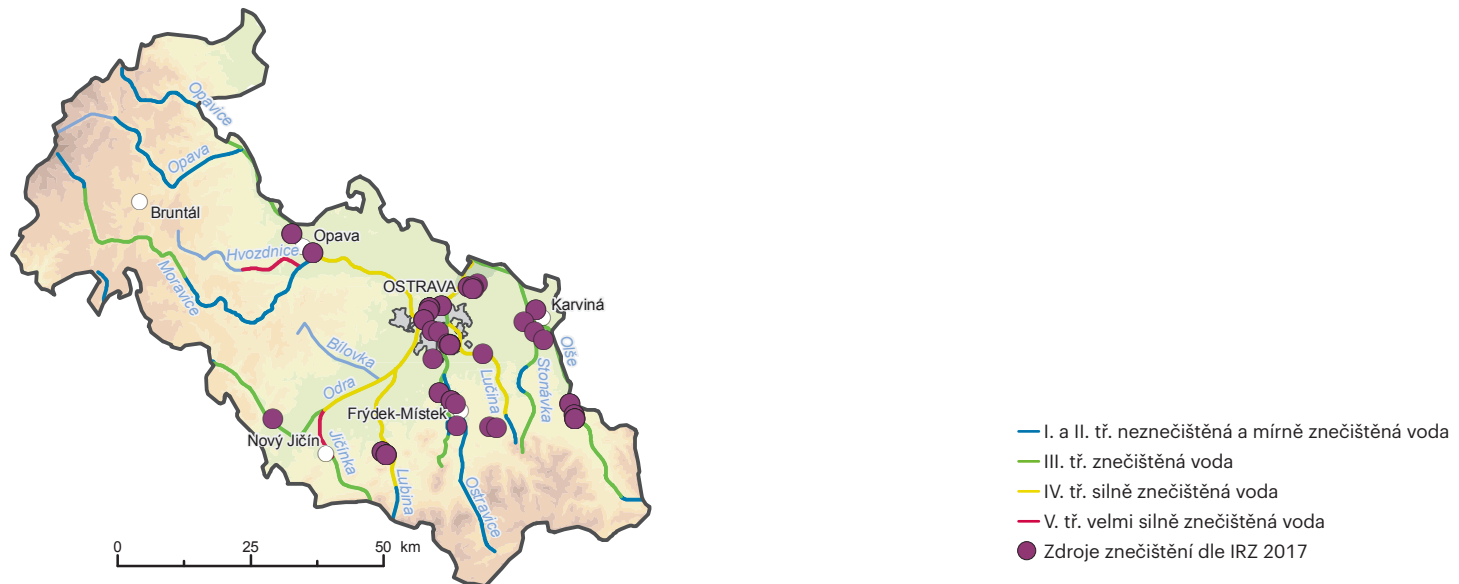 Opavice
Opava
Bruntál
Opava
Hvozdnice
Moravice
OSTRAVA
Karviná
Bílovka
Olše
Stonávka
Lučina
Odra
Frýdek-Místek
Nový Jičín
Jičínka
Lubina
Ostravice
0 25 50 km
I. a II. tř. neznečištěná a mírně znečištěná voda
III. tř. znečištěná voda
IV. tř. silně znečištěná voda
V. tř. velmi silně znečištěná voda
Zdroje znečištění dle IRZ 2017